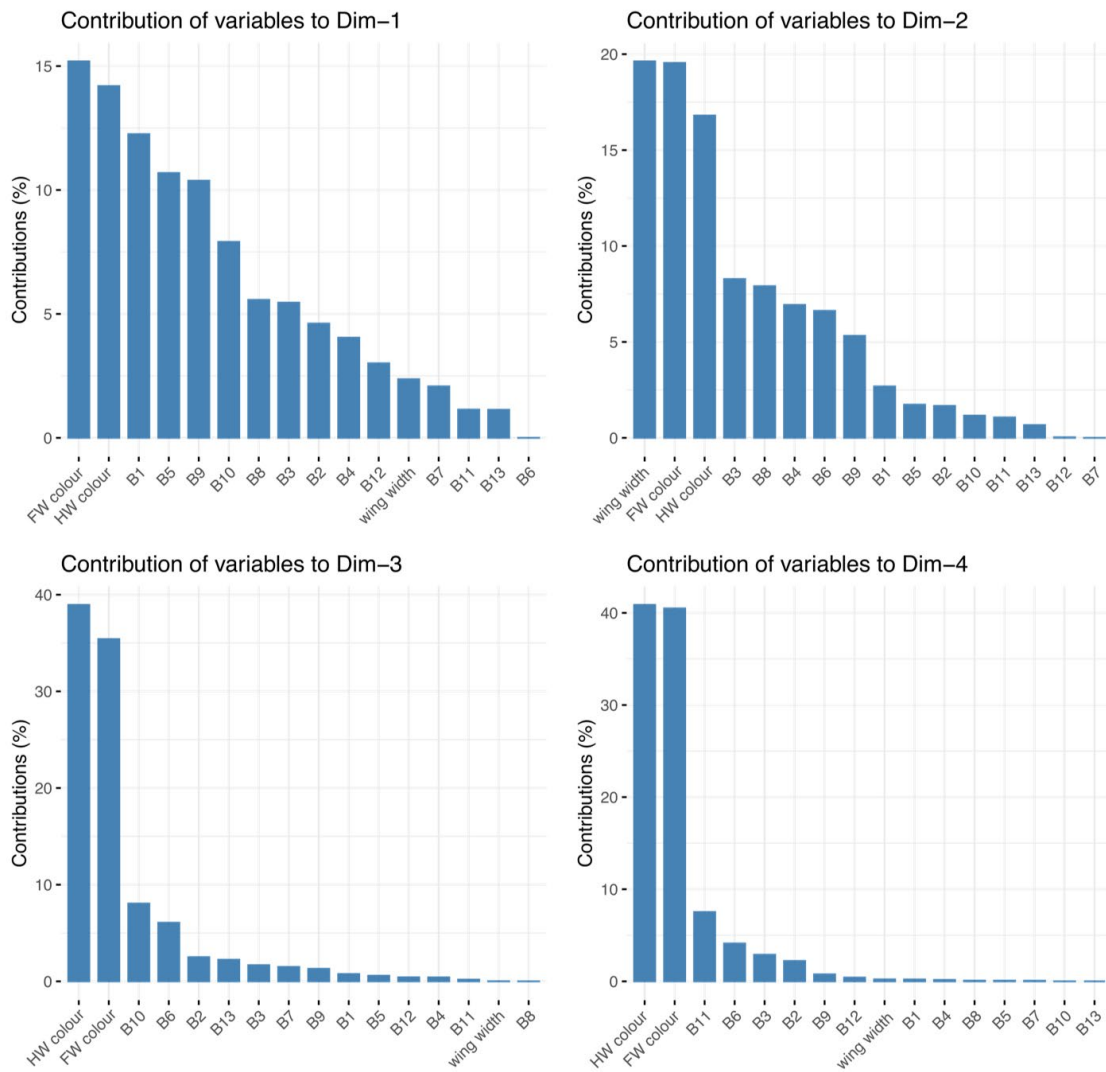 Contribution of variables to Dim−1
Contributions (%)
15
10
5
0
FW colour
HW colour
B1
B5
B9
B10
B8
B3
B2
B4
B12
wing width
B7
B11
B13
B6
Contribution of variables to Dim−2
Contributions (%)
20
15
10
5
0
wing width
FW colour
HW colour
B3
B8
B4
B6
B9
B1
B5
B2
B10
B11
B13
B12
B7
Contribution of variables to Dim−3
Contributions (%)
40
30
20
10
0
HW colour
FW colour
B10
B6
B2
B13
B3
B7
B9
B1
B5
B12
B4
B11
wing width
B8
Contribution of variables to Dim−4
Contributions (%)
40
30
20
10
0
HW colour
FW colour
B11
B6
B3
B2
B9
B12
wing width
B1
B4
B8
B5
B7
B10
B13